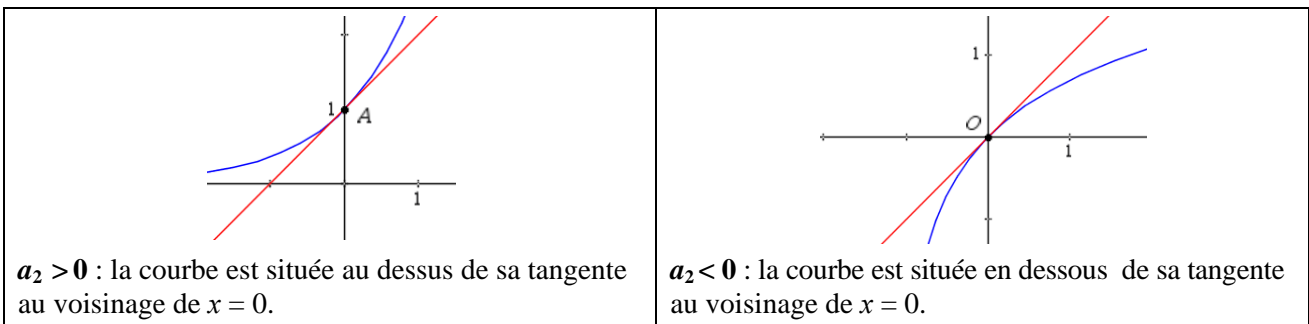 1
A
1
a₂ > 0 : la courbe est située au dessus de sa tangente
au voisinage de x = 0.
1
O
1
a₂ < 0 : la courbe est située en dessous de sa tangente
au voisinage de x = 0.